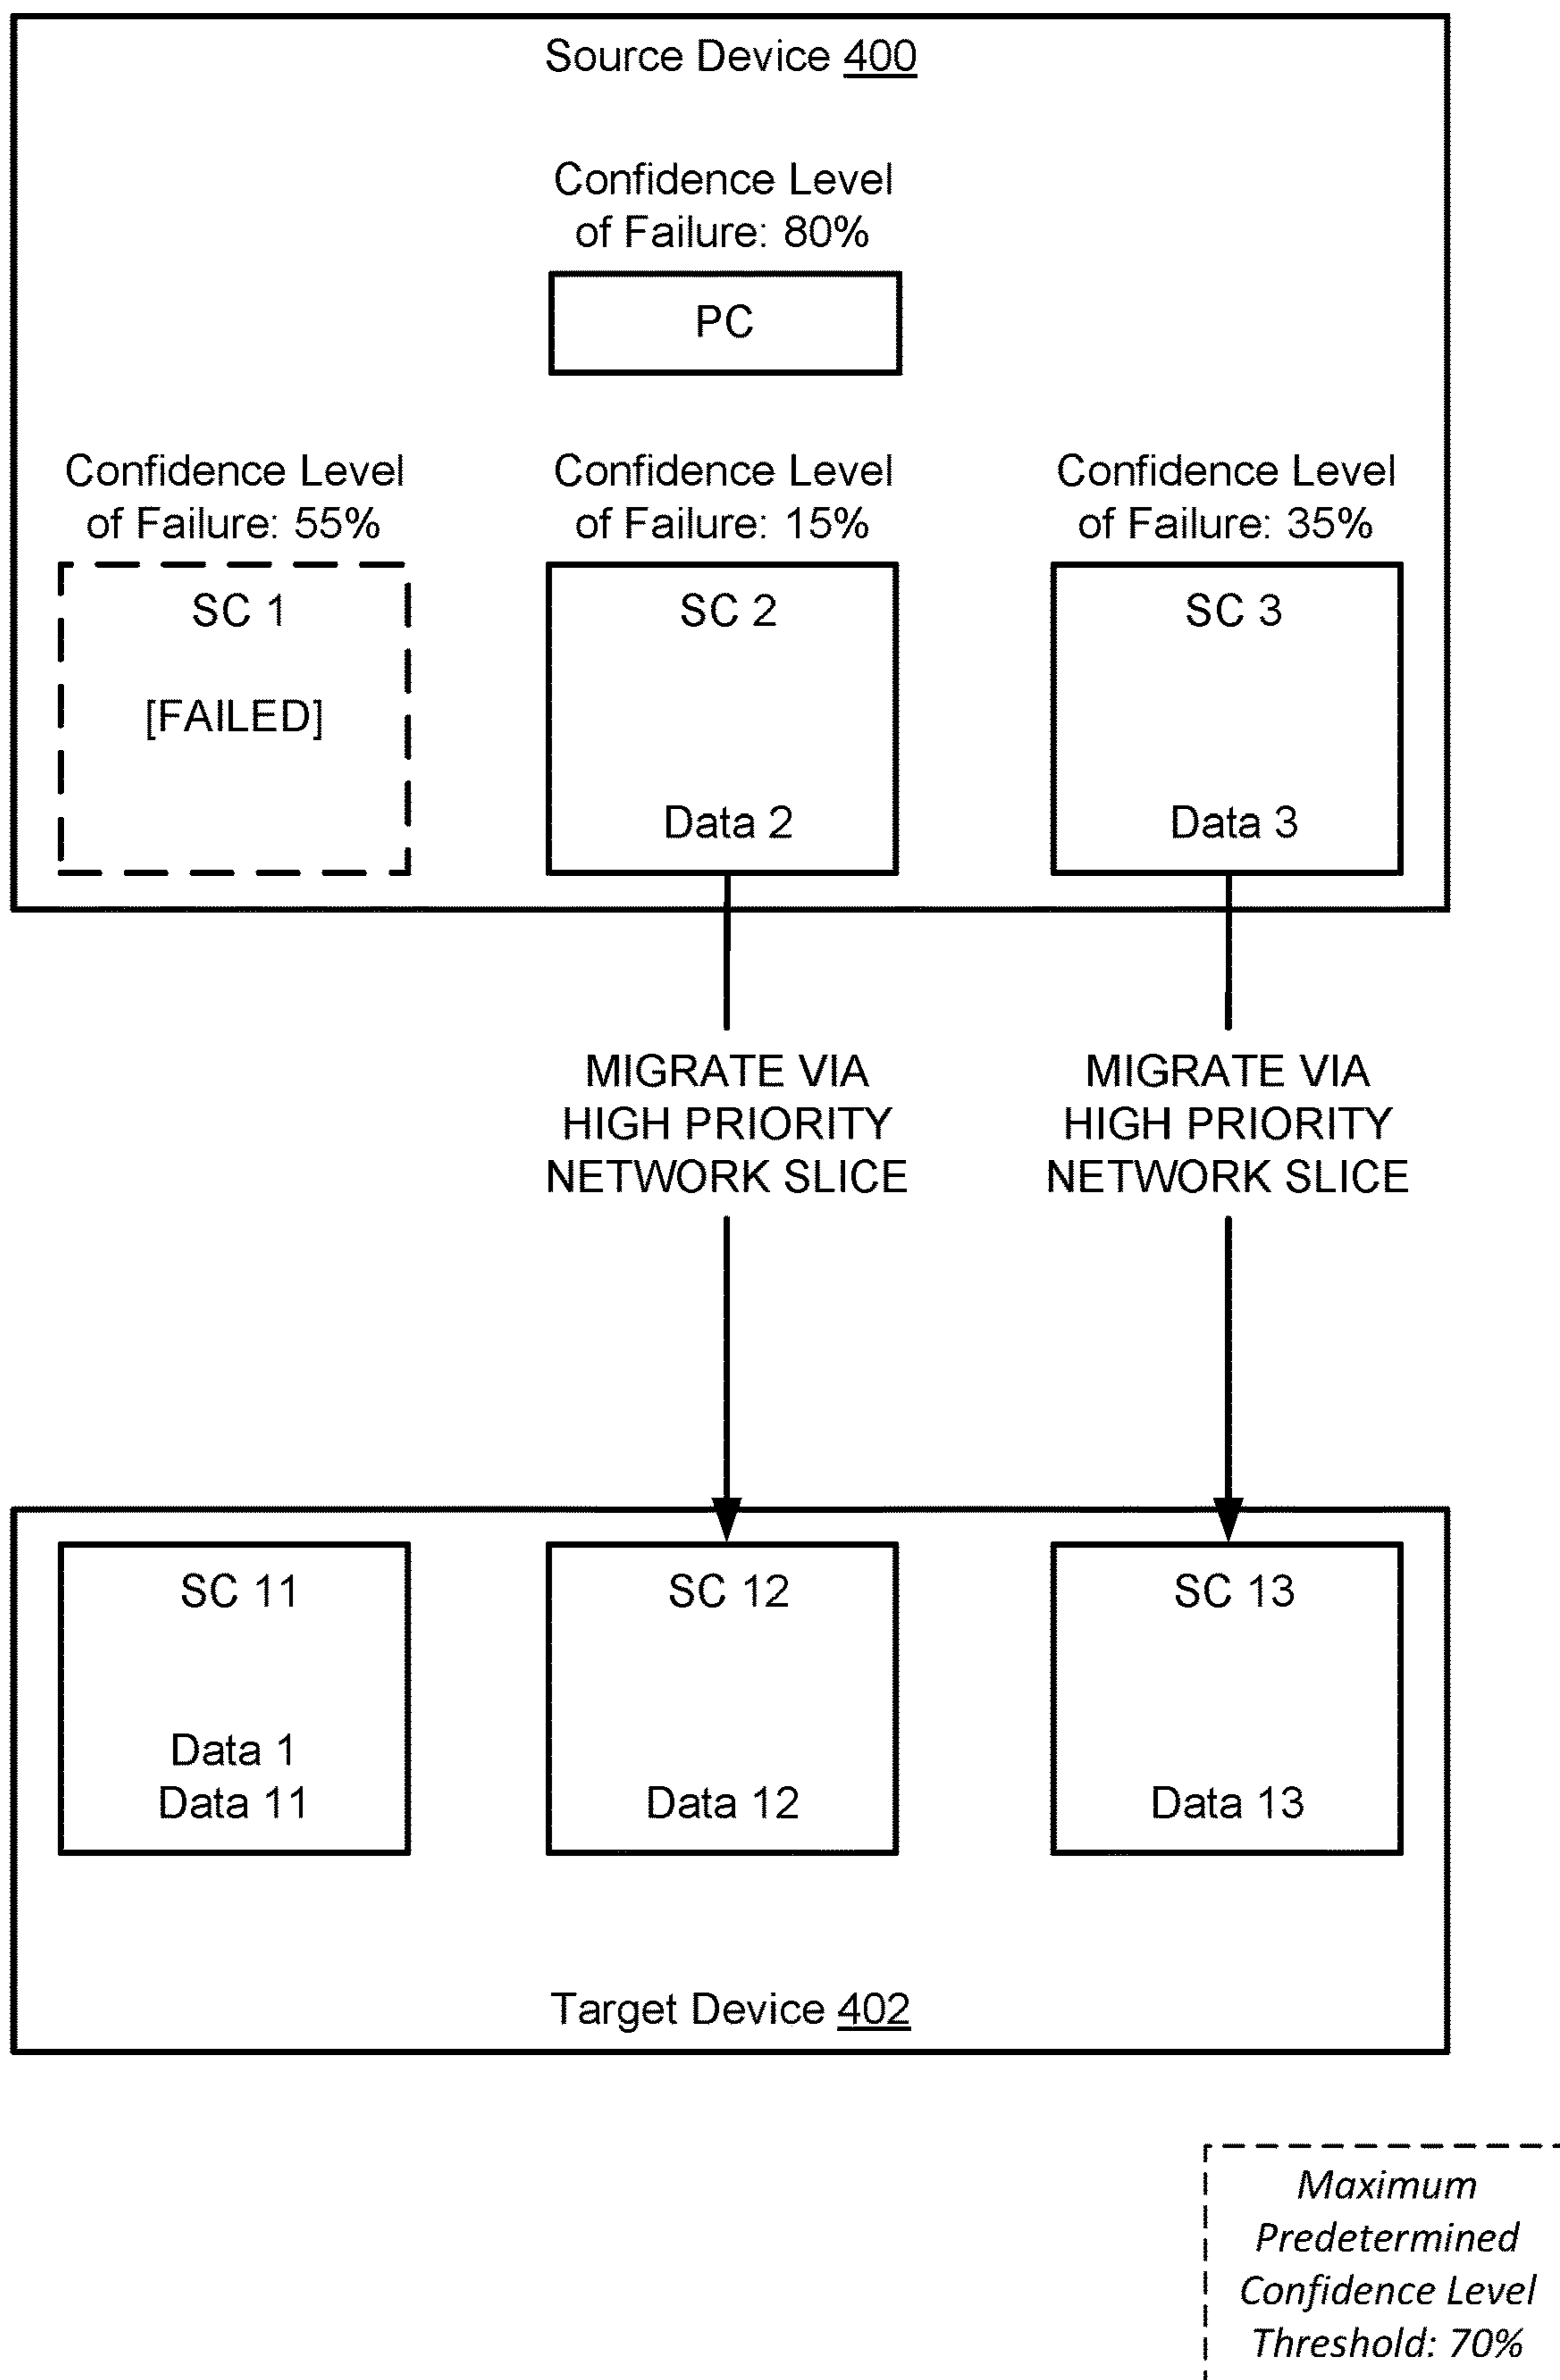 Source Device 400
Confidence Level
of Failure: 80%
PC
Confidence Level
of Failure: 55%
SC 1
[FAILED]
Confidence Level
of Failure: 15%
SC 2
Data 2
Confidence Level
of Failure: 35%
SC 3
Data 3
MIGRATE VIA
HIGH PRIORITY
NETWORK SLICE
MIGRATE VIA
HIGH PRIORITY
NETWORK SLICE
SC 11
Data 1
Data 11
SC 12
Data 12
SC 13
Data 13
Target Device 402
Maximum
Predetermined
Confidence Level
Threshold: 70%